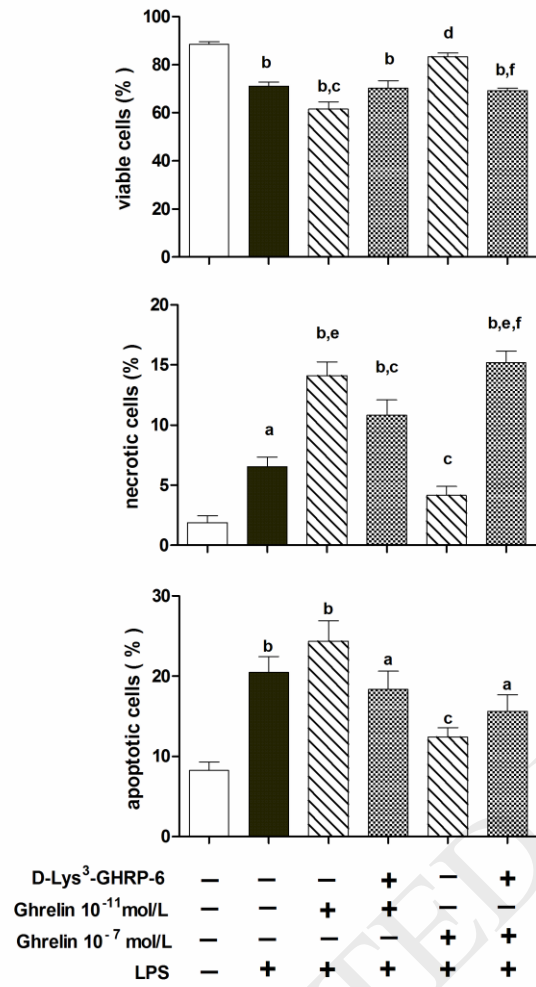 d
100
b
b
b,c
b,f
80
60
40
20
0
viable cells (% )
20
b,e,f
b,e
15
b,c
a
c
10
5
0
necrotic cells (%)
30
b
b
a
a
c
20
10
0
apoptotic cells ( % )
D-Lys³-GHRP-6 – – – + – +
Ghrelin 10⁻¹¹mol/L – – + + – –
Ghrelin 10⁻⁷ mol/L – – – – + +
LPS – + + + + +